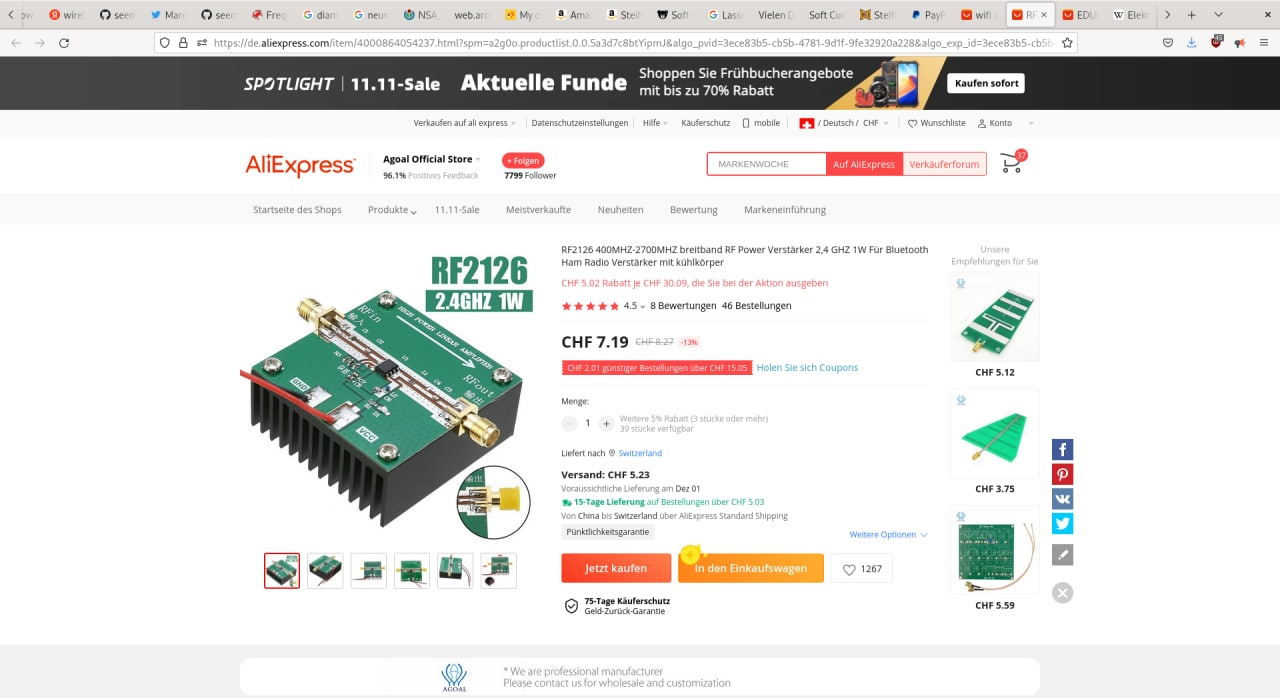 wirel
seem
Marc
seem
Freq
diam
neur
NSA
web.arc
My c
Ama
Steif
Soft
Lass
Vielen D
Soft Cu
Steif
PayP
wifi a
RF
EDU
Elekt
https://de.aliexpress.com/item/4000864054237.html?spm=a2g0o.productlist.0.0.5a3d7c8btYipmJ&algo_pvid=3ece83b5-cb5b-4781-9d1f-9fe32920a228&algo_exp_id=3ece83b5-cb5b
SPOTLIGHT | 11.11-Sale
Aktuelle Funde
Shoppen Sie Frühbucherangebote
mit bis zu 70% Rabatt
Kaufen sofort
Verkaufen auf ali express
Datenschutzeinstellungen
Hilfe
Käuferschutz
mobile
/ Deutsch / CHF
Wunschliste
Konto
AliExpress
Agoal Official Store
96.1% Positives Feedback
+ Folgen
7799 Follower
MARKENWOCHE
Auf AliExpress
Verkäuferforum
37
Startseite des Shops
Produkte
11.11-Sale
Meistverkaufte
Neuheiten
Bewertung
Markeneinführung
RF2126
2.4GHZ 1W
RFin
输入
HIGH POWER LINEAR AMPLIFIER
RFout
输出
GND
VCC
RF2126 400MHZ-2700MHZ breitband RF Power Verstärker 2,4 GHZ 1W Für Bluetooth
Ham Radio Verstärker mit kühlkörper
CHF 5.02 Rabatt je CHF 30.09, die Sie bei der Aktion ausgeben
4.5
8 Bewertungen
46 Bestellungen
CHF 7.19
CHF 8.27
-13%
CHF 2.01 günstiger Bestellungen über CHF 15.05
Holen Sie sich Coupons
Menge:
1
Weitere 5% Rabatt (3 stücke oder mehr)
39 stücke verfügbar
Liefert nach
Switzerland
Versand: CHF 5.23
Voraussichtliche Lieferung am Dez 01
15-Tage Lieferung auf Bestellungen über CHF 5.03
Von China bis Switzerland über AliExpress Standard Shipping
Pünktlichkeitsgarantie
Weitere Optionen
Jetzt kaufen
In den Einkaufswagen
1267
75-Tage Käuferschutz
Geld-Zurück-Garantie
Unsere
Empfehlungen für Sie
CHF 5.12
CHF 3.75
CHF 5.59
AGOAL
* We are professional manufacturer
Please contact us for wholesale and customization